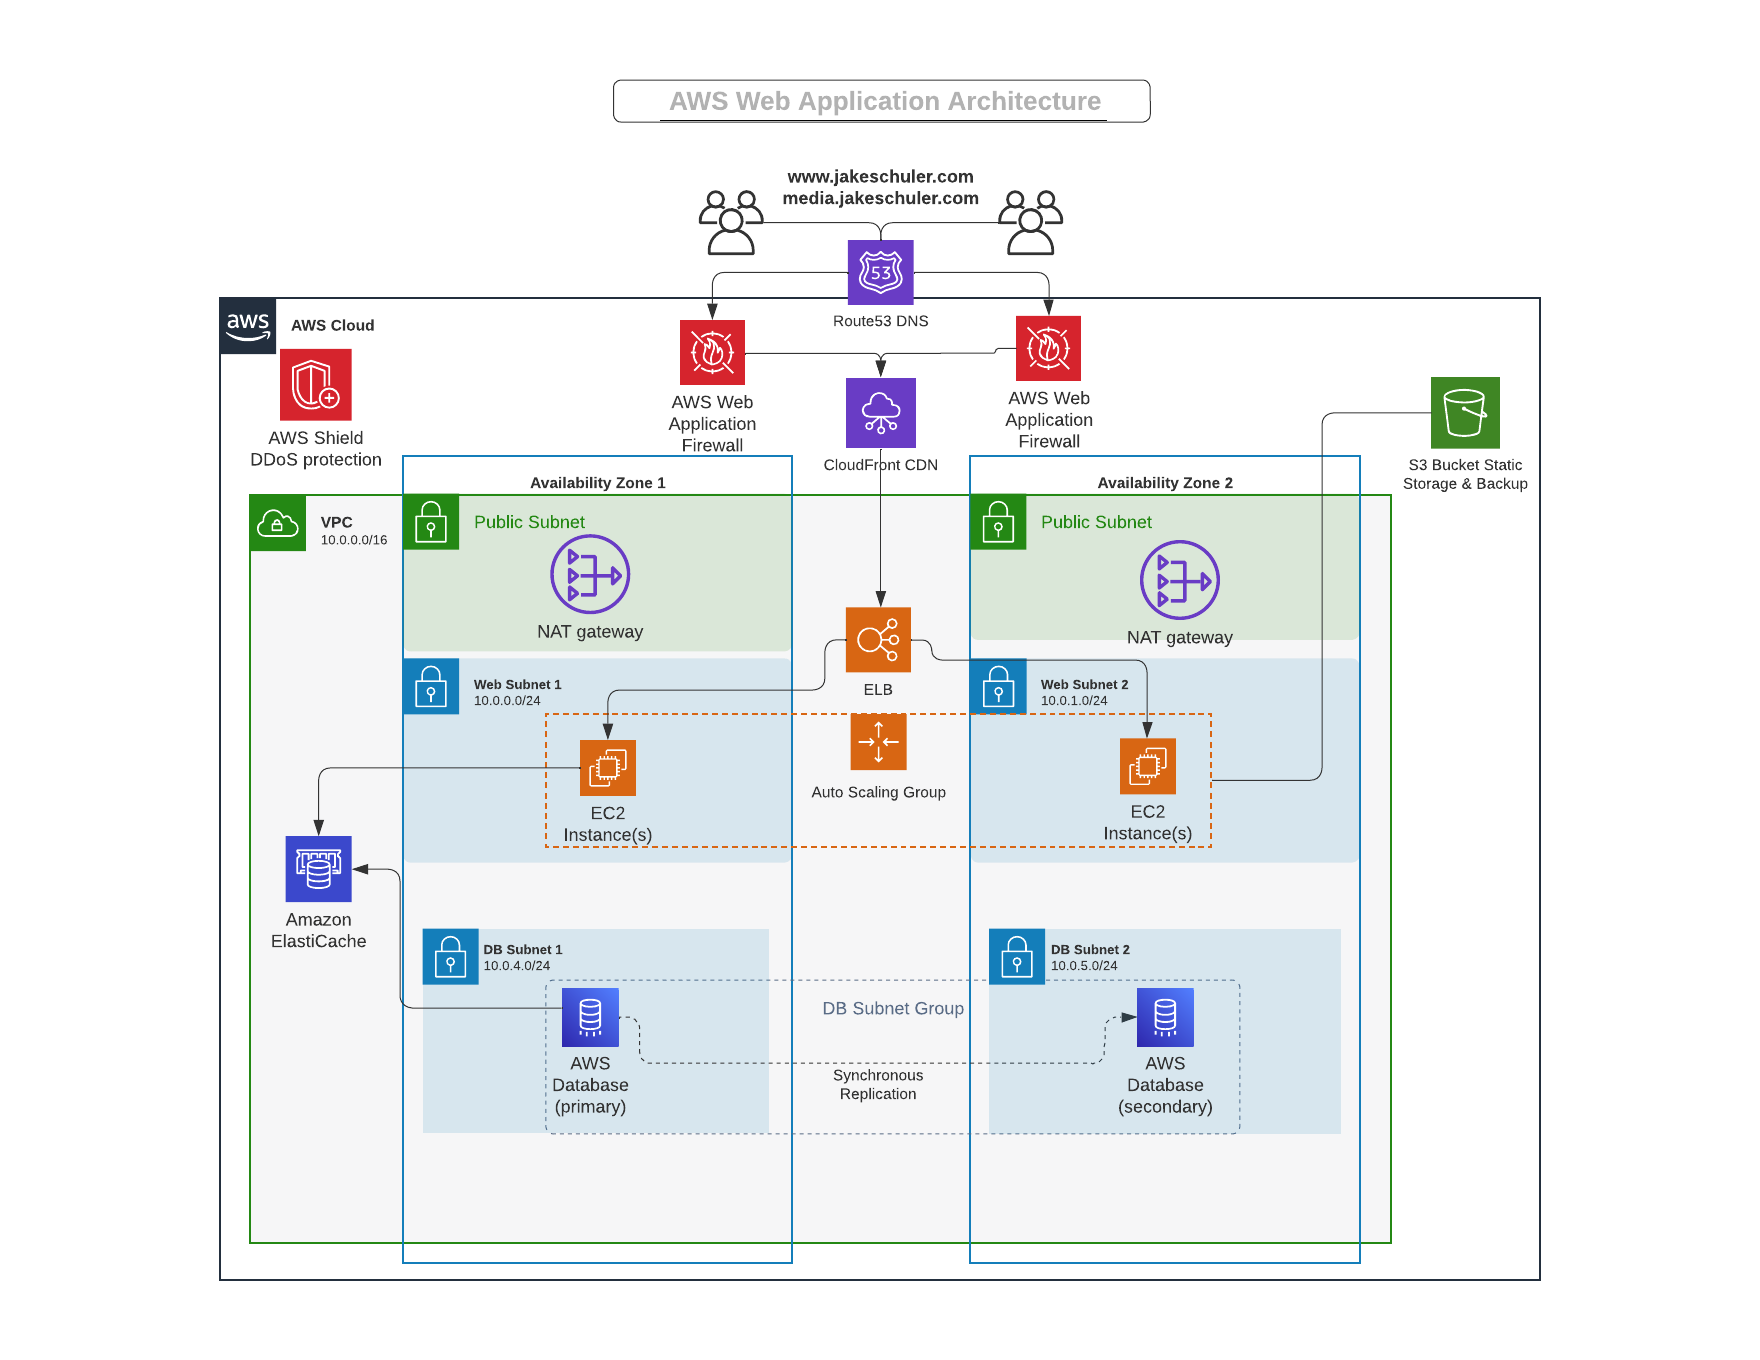 AWS Web Application Architecture
www.jakeschuler.com
media.jakeschuler.com
53
Route53 DNS
aws
AWS Cloud
AWS Shield
DDoS protection
AWS Web
Application
Firewall
CloudFront CDN
AWS Web
Application
Firewall
S3 Bucket Static
Storage & Backup
Availability Zone 1
Availability Zone 2
VPC
10.0.0.0/16
Public Subnet
NAT gateway
Public Subnet
NAT gateway
ELB
Web Subnet 1
10.0.0.0/24
Web Subnet 2
10.0.1.0/24
EC2
Instance(s)
Auto Scaling Group
EC2
Instance(s)
Amazon
ElastiCache
DB Subnet 1
10.0.4.0/24
DB Subnet 2
10.0.5.0/24
DB Subnet Group
AWS
Database
(primary)
Synchronous
Replication
AWS
Database
(secondary)